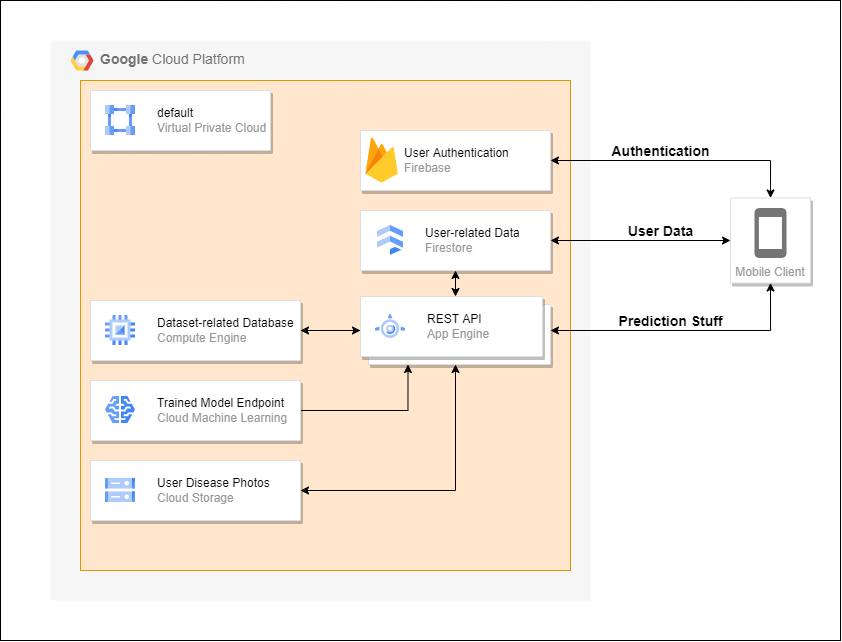 Google Cloud Platform
default
Virtual Private Cloud
User Authentication
Firebase
Authentication
User-related Data
Firestore
User Data
Mobile Client
Dataset-related Database
Compute Engine
REST API
App Engine
Prediction Stuff
Trained Model Endpoint
Cloud Machine Learning
User Disease Photos
Cloud Storage